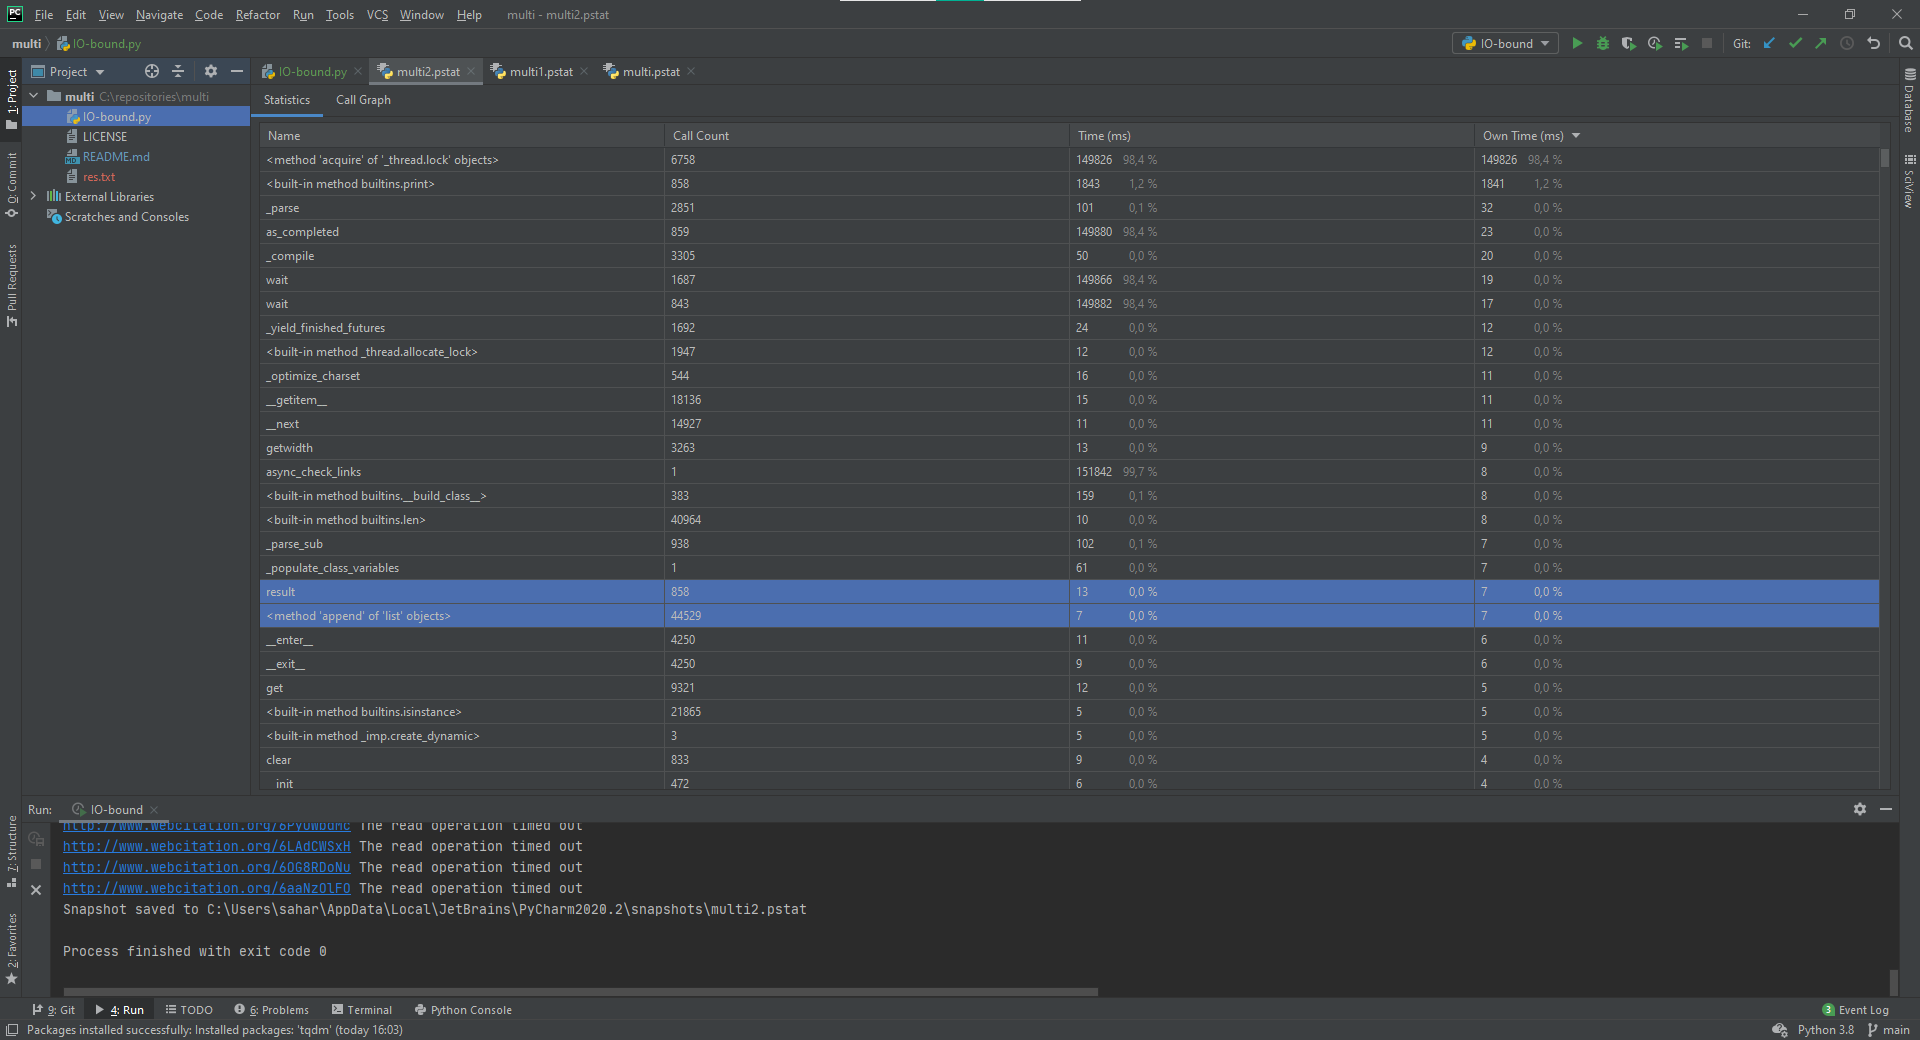 PC File Edit View Navigate Code Refactor Run Tools VCS Window Help multi - multi2.pstat
multi IO-bound.py IO-bound Git:
1: Project
0: Commit
Pull Requests
7: Structure
2: Favorites
Project
multi C:\repositories\multi
IO-bound.py
LICENSE
README.md
res.txt
External Libraries
Scratches and Consoles
IO-bound.py multi2.pstat multi1.pstat multi.pstat
Statistics Call Graph
Name Call Count Time (ms) Own Time (ms)
<method 'acquire' of '_thread.lock' objects> 6758 149826 98,4 % 149826 98,4 %
<built-in method builtins.print> 858 1843 1,2 % 1841 1,2 %
_parse 2851 101 0,1 % 32 0,0 %
as_completed 859 149880 98,4 % 23 0,0 %
_compile 3305 50 0,0 % 20 0,0 %
wait 1687 149866 98,4 % 19 0,0 %
wait 843 149882 98,4 % 17 0,0 %
_yield_finished_futures 1692 24 0,0 % 12 0,0 %
<built-in method _thread.allocate_lock> 1947 12 0,0 % 12 0,0 %
_optimize_charset 544 16 0,0 % 11 0,0 %
__getitem__ 18136 15 0,0 % 11 0,0 %
__next 14927 11 0,0 % 11 0,0 %
getwidth 3263 13 0,0 % 9 0,0 %
async_check_links 1 151842 99,7 % 8 0,0 %
<built-in method builtins.__build_class__> 383 159 0,1 % 8 0,0 %
<built-in method builtins.len> 40964 10 0,0 % 8 0,0 %
_parse_sub 938 102 0,1 % 7 0,0 %
_populate_class_variables 1 61 0,0 % 7 0,0 %
result 858 13 0,0 % 7 0,0 %
<method 'append' of 'list' objects> 44529 7 0,0 % 7 0,0 %
__enter__ 4250 11 0,0 % 6 0,0 %
__exit__ 4250 9 0,0 % 6 0,0 %
get 9321 12 0,0 % 5 0,0 %
<built-in method builtins.isinstance> 21865 5 0,0 % 5 0,0 %
<built-in method _imp.create_dynamic> 3 5 0,0 % 5 0,0 %
clear 833 9 0,0 % 4 0,0 %
init 472 6 0,0 % 4 0,0 %
Database
SciView
Run: IO-bound
http://www.webcitation.org/6PyOwbdMc The read operation timed out
http://www.webcitation.org/6LAdCWSxH The read operation timed out
http://www.webcitation.org/6OG8RDoNu The read operation timed out
http://www.webcitation.org/6aaNzOlFO The read operation timed out
Snapshot saved to C:\Users\sahar\AppData\Local\JetBrains\PyCharm2020.2\snapshots\multi2.pstat
Process finished with exit code 0
9: Git 4: Run TODO 6: Problems Terminal Python Console 3 Event Log
Packages installed successfully: Installed packages: 'tqdm' (today 16:03) Python 3.8 main